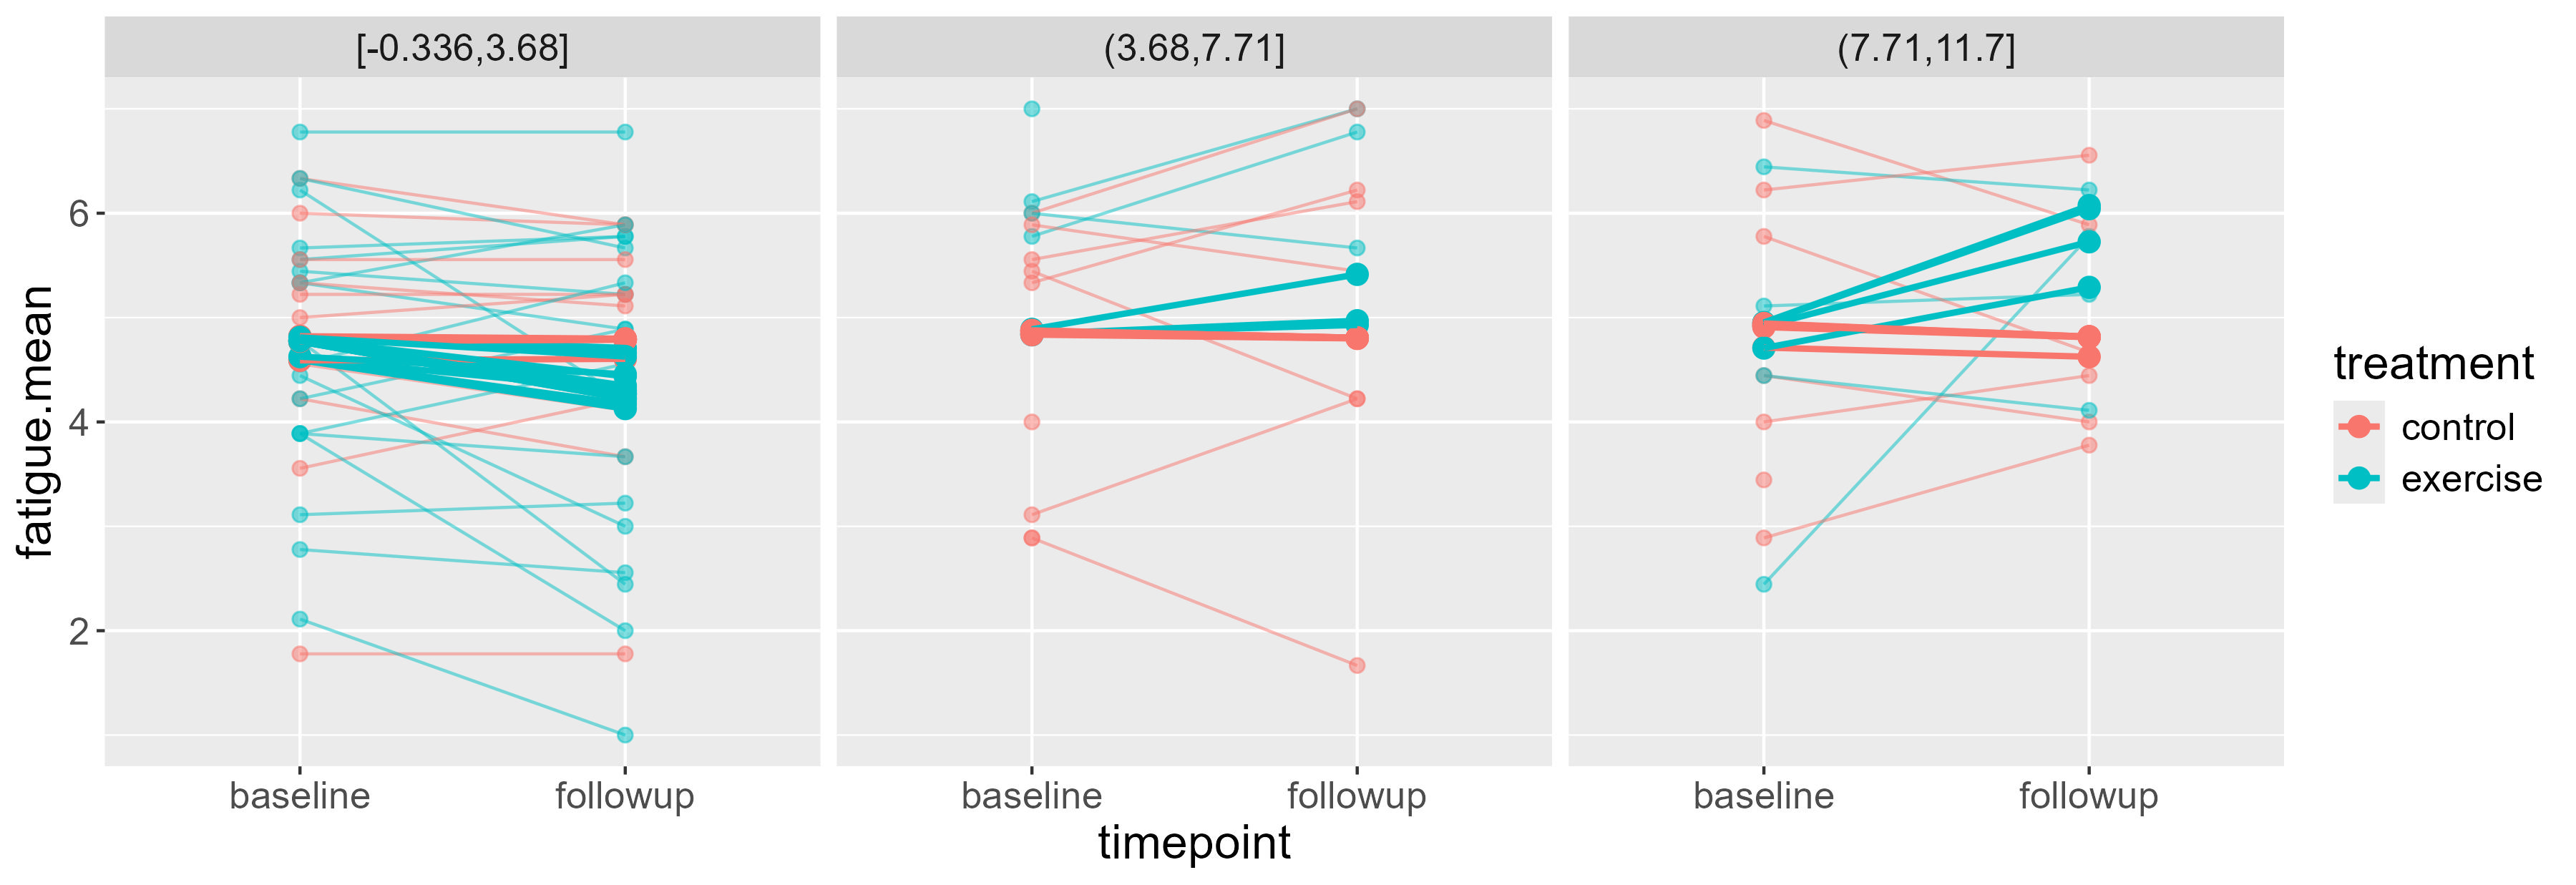 [-0.336,3.68]
(3.68,7.71]
(7.71,11.7]
fatigue.mean
6
4
2
baseline
followup
baseline
followup
baseline
followup
timepoint
treatment
control
exercise